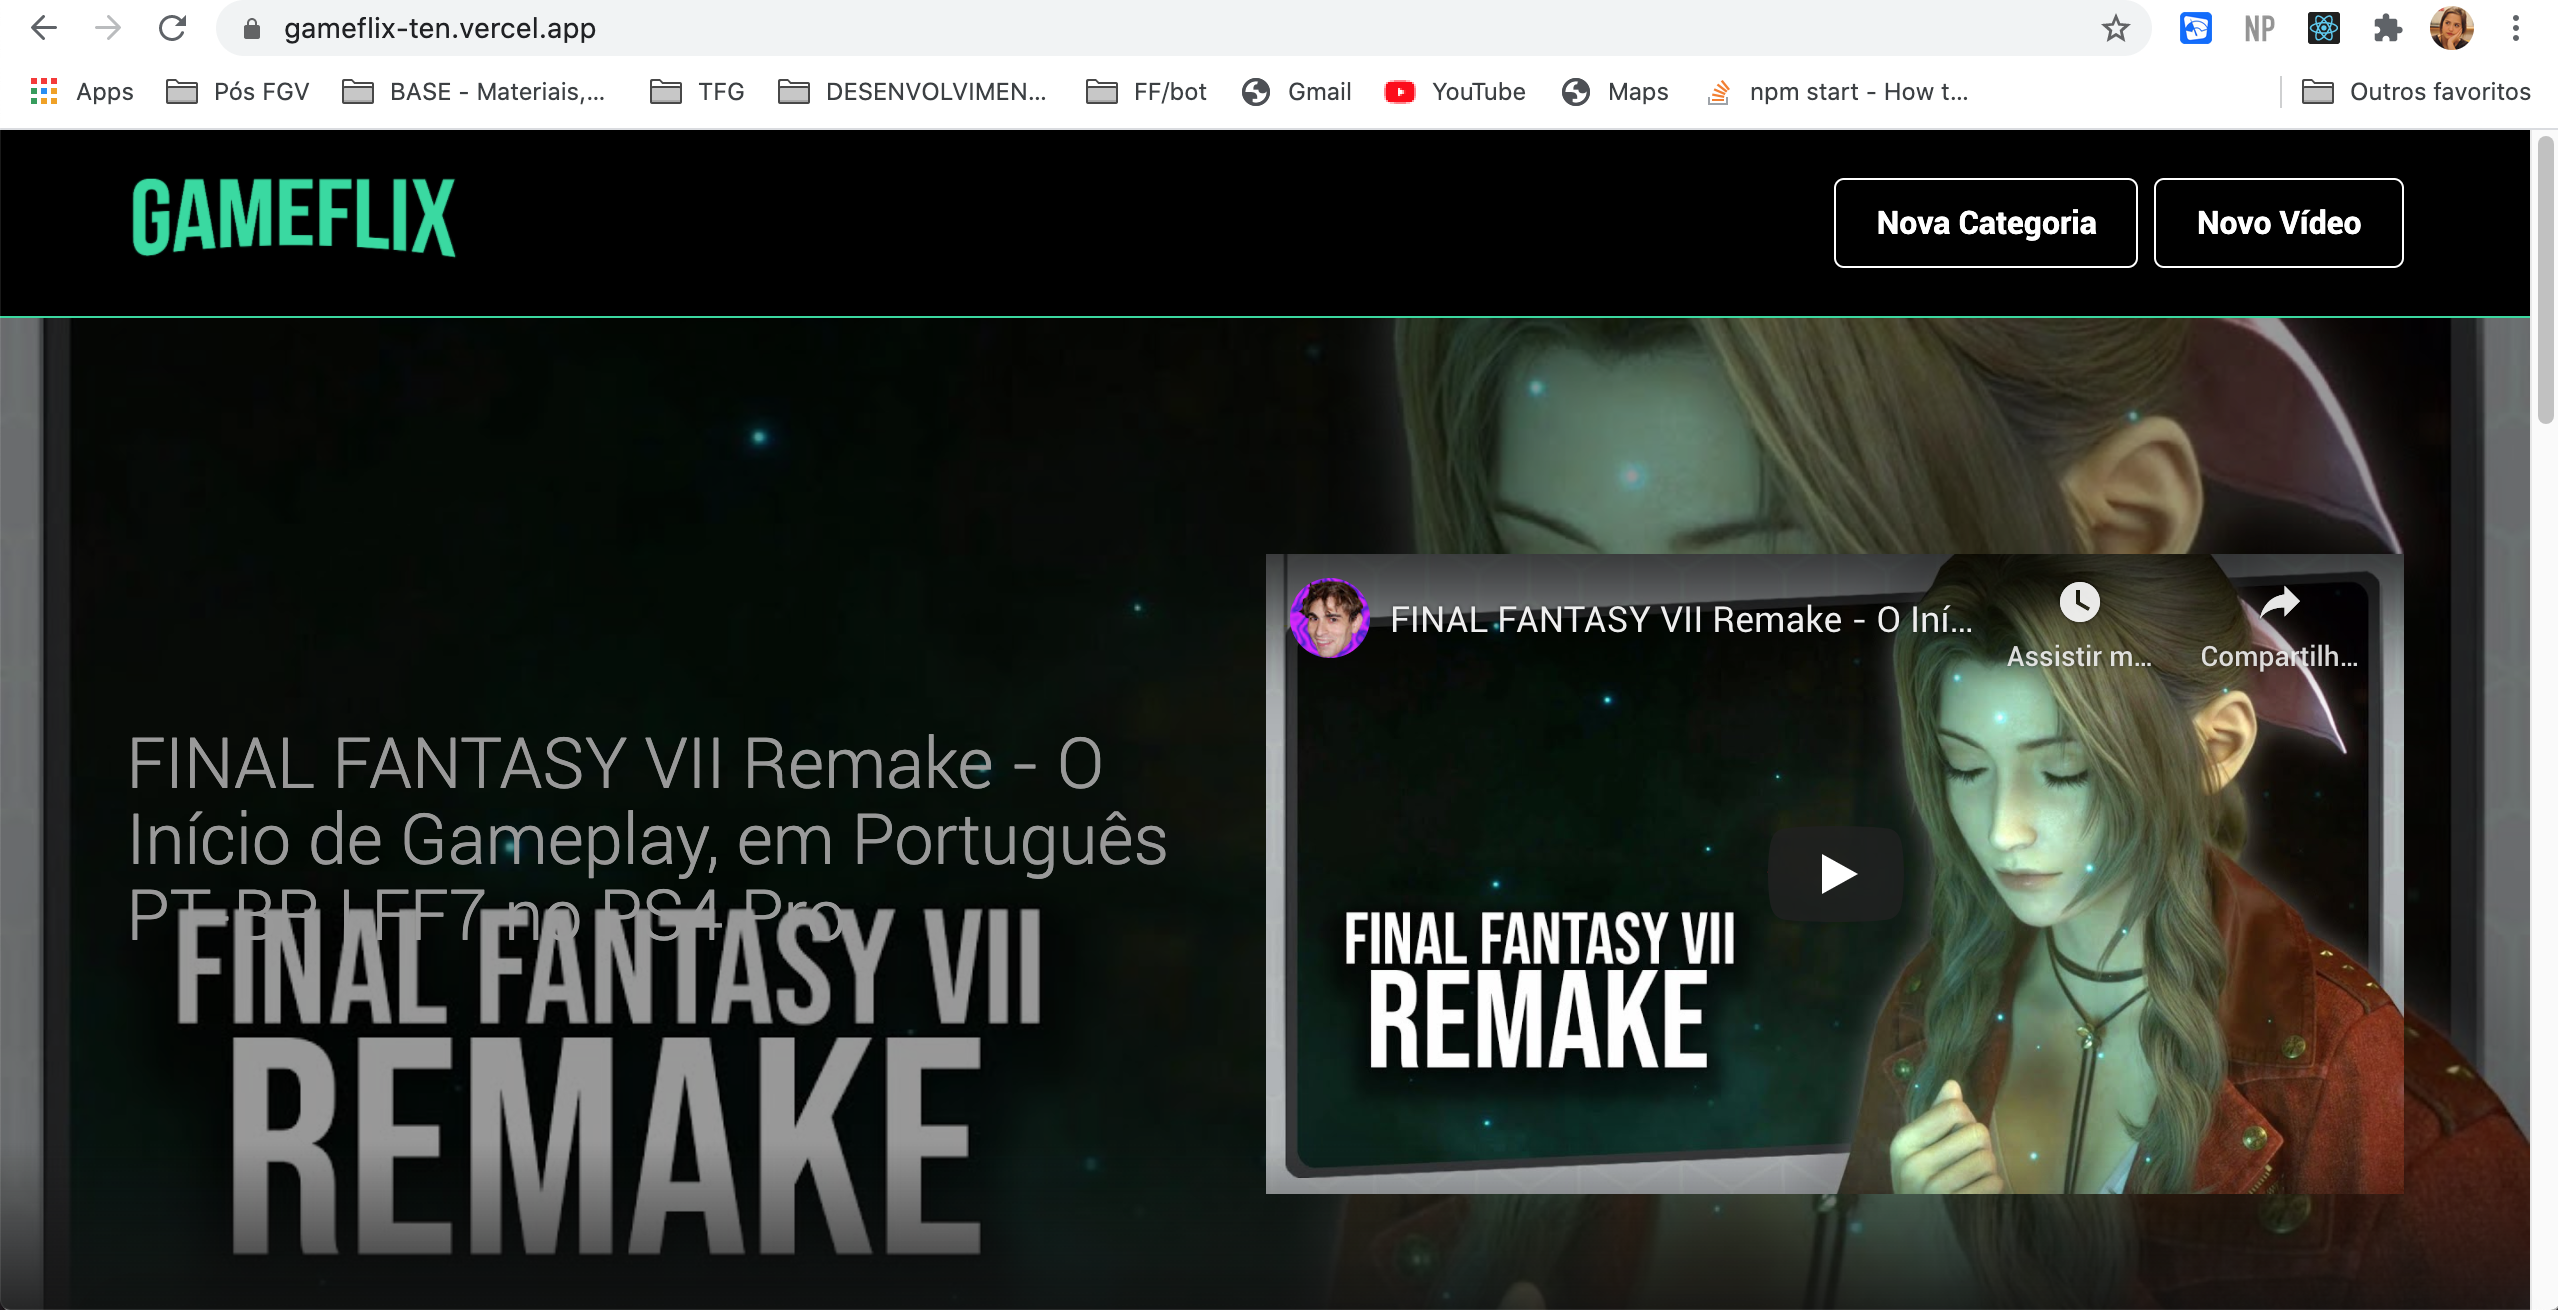 gameflix-ten.vercel.app
NP
Apps
Pós FGV
BASE - Materiais,...
TFG
DESENVOLVIMEN...
FF/bot
Gmail
YouTube
Maps
npm start - How t...
Outros favoritos
GAMEFLIX
Nova Categoria
Novo Vídeo
FINAL FANTASY VII Remake - O Iní...
Assistir m...
Compartilh...
FINAL FANTASY VII Remake - O
Início de Gameplay, em Português
PT-BR | FF7 no PS4 Pro
FINAL FANTASY VII
REMAKE
FINAL FANTASY VII
REMAKE